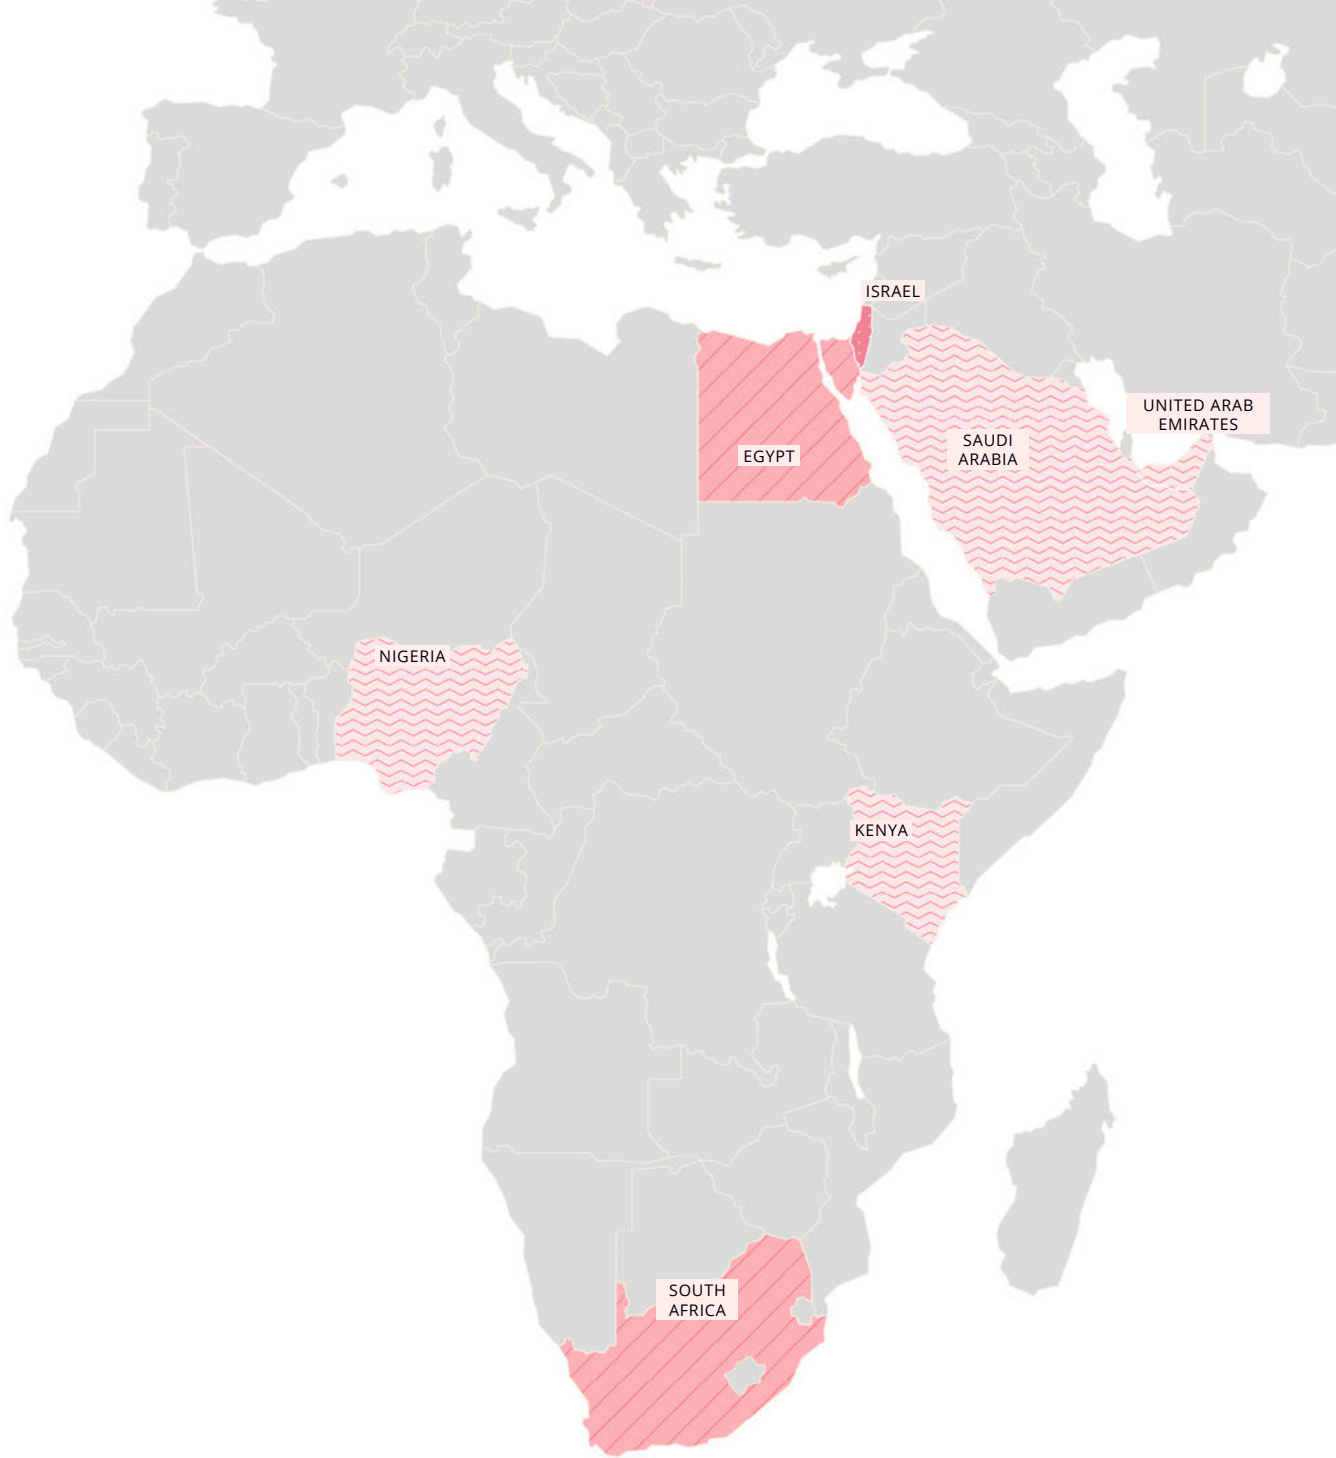 ISRAEL
UNITED ARAB
EMIRATES
SAUDI
ARABIA
EGYPT
NIGERIA
KENYA
SOUTH
AFRICA